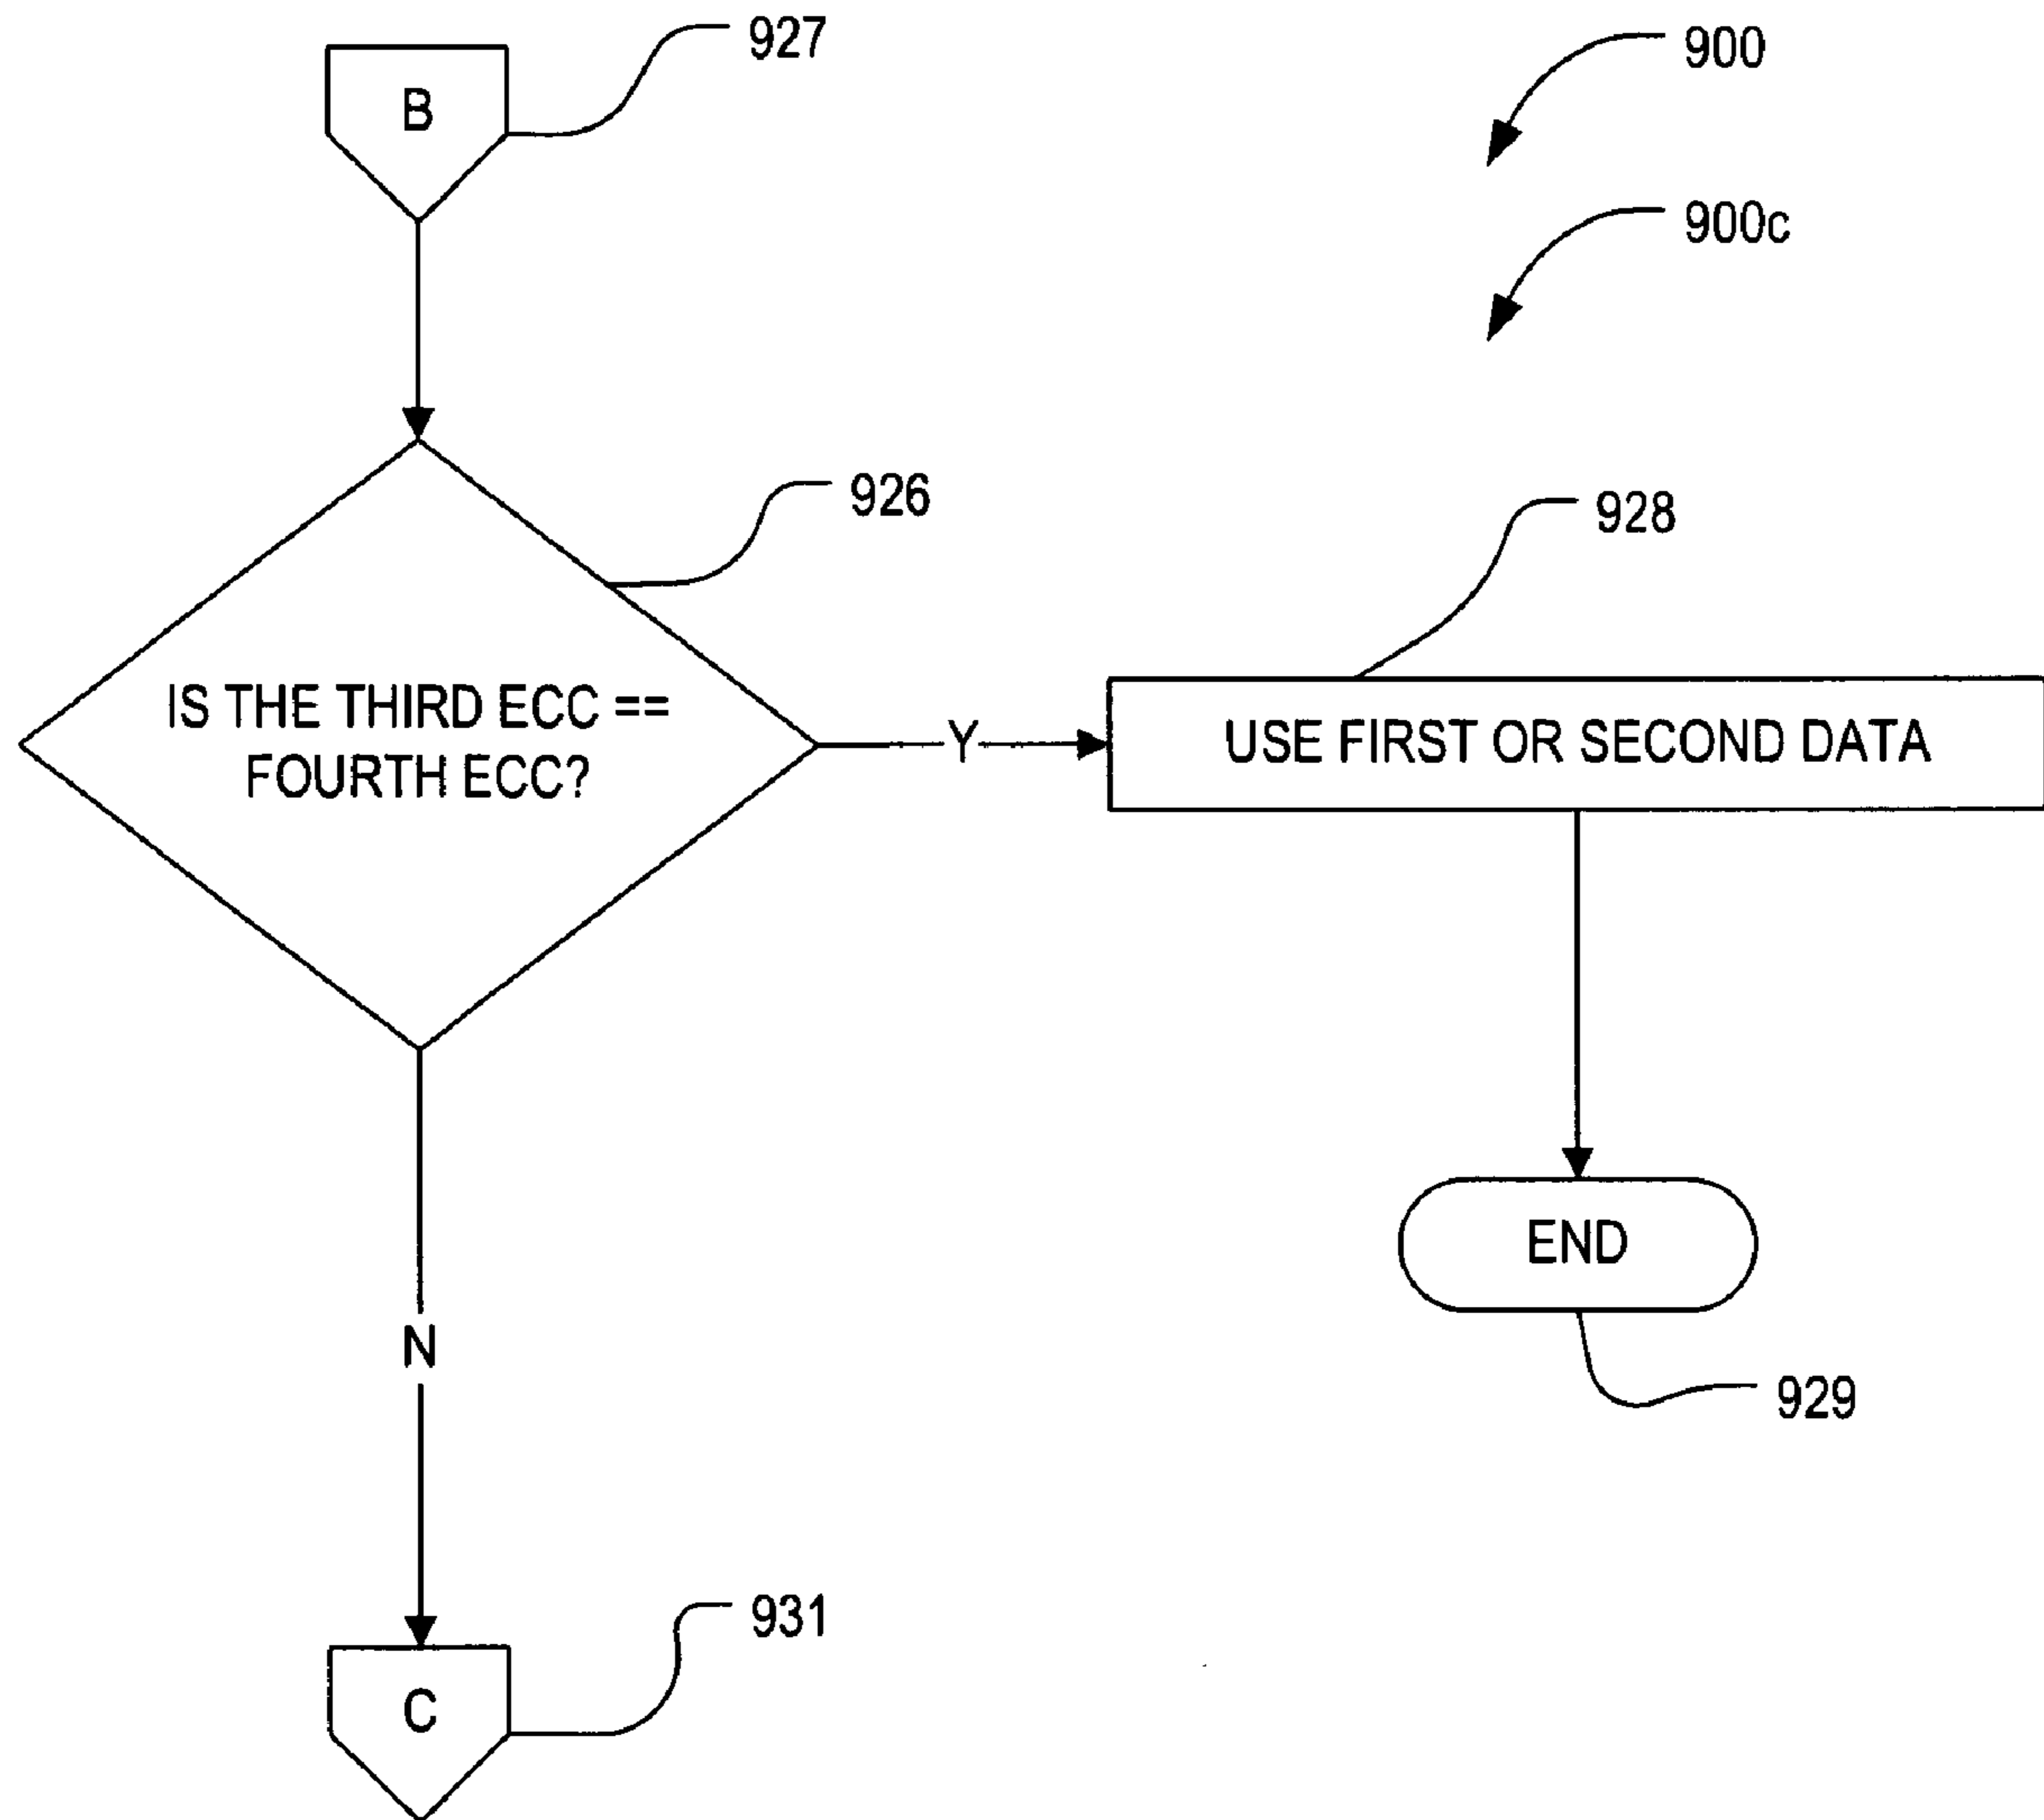 927
B
900
900c
926
928
IS THE THIRD ECC ==
FOURTH ECC?
Y
USE FIRST OR SECOND DATA
END
N
929
931
C